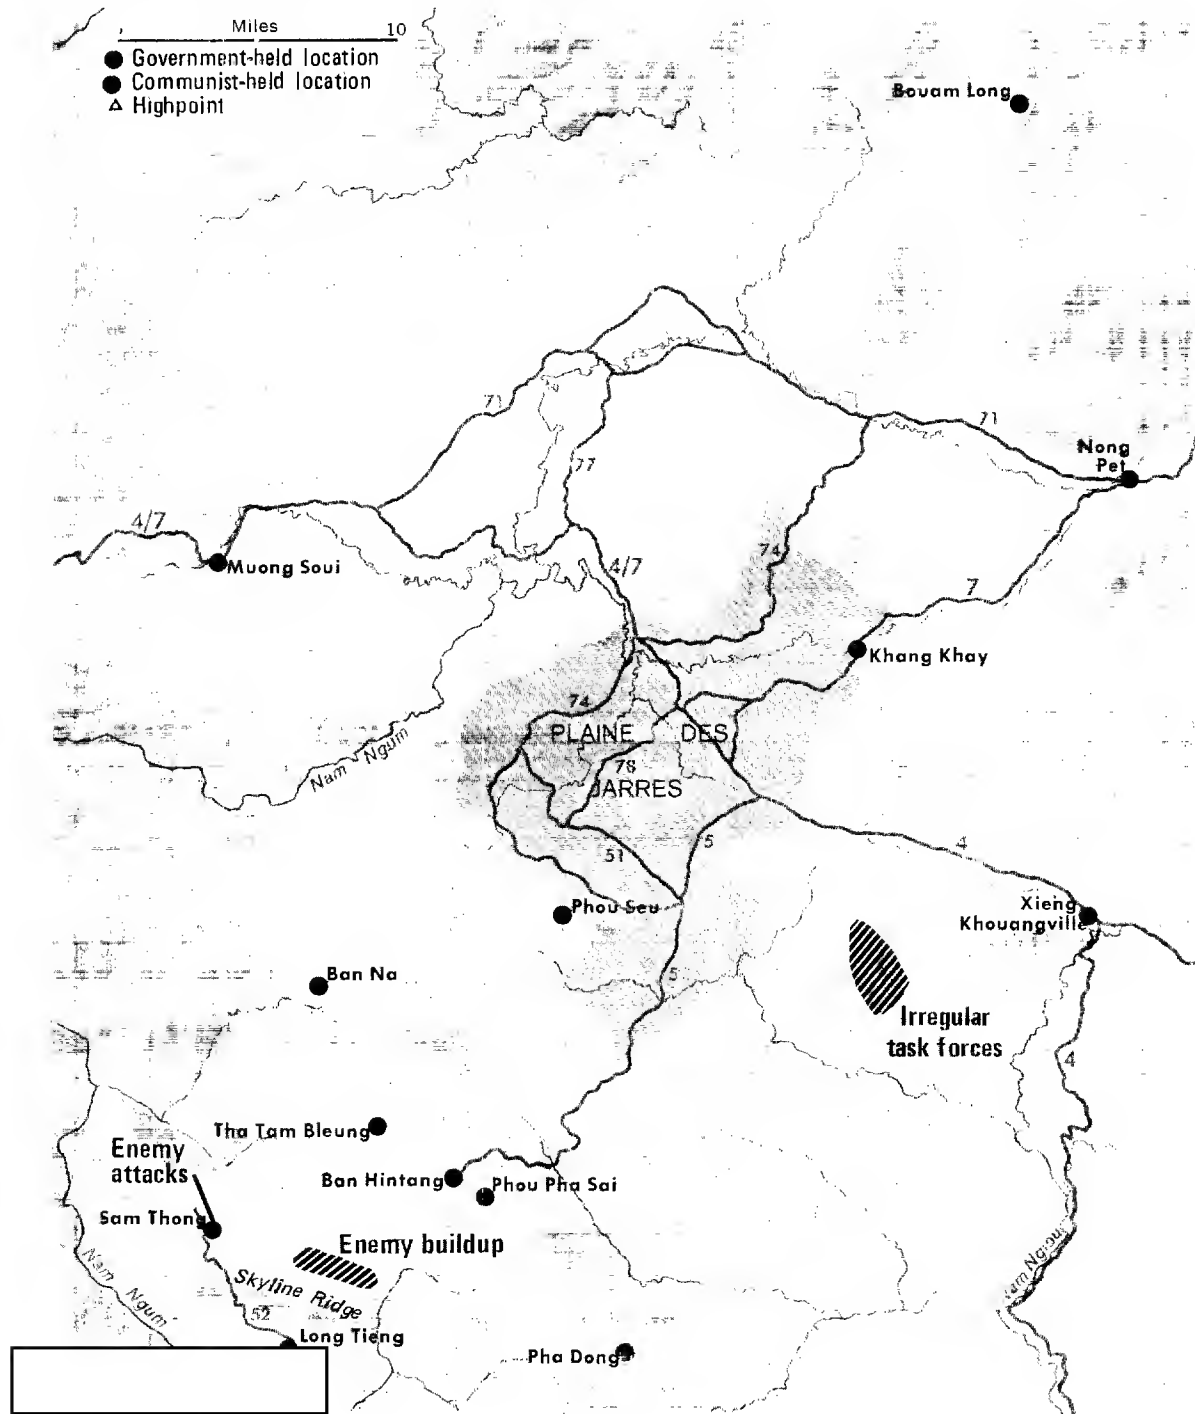 Miles 10
Government-held location
Communist-held location
Highpoint
Bouam Long
71
71
Nong
Pet
77
4/7
Muong Soui
4/7
74
7
Khang Khay
74
PLAINE DES
78
JARRES
Nam Ngum
51
5
4
Phou Seu
Xieng
Khouangville
Ban Na
5
Irregular
task forces
4
Tha Tam Bleung
Enemy
attacks
Ban Hintang
Phou Pha Sai
Sam Thong
Enemy buildup
Nam Ngum
Skyline Ridge
52
Long Tieng
Pha Dong